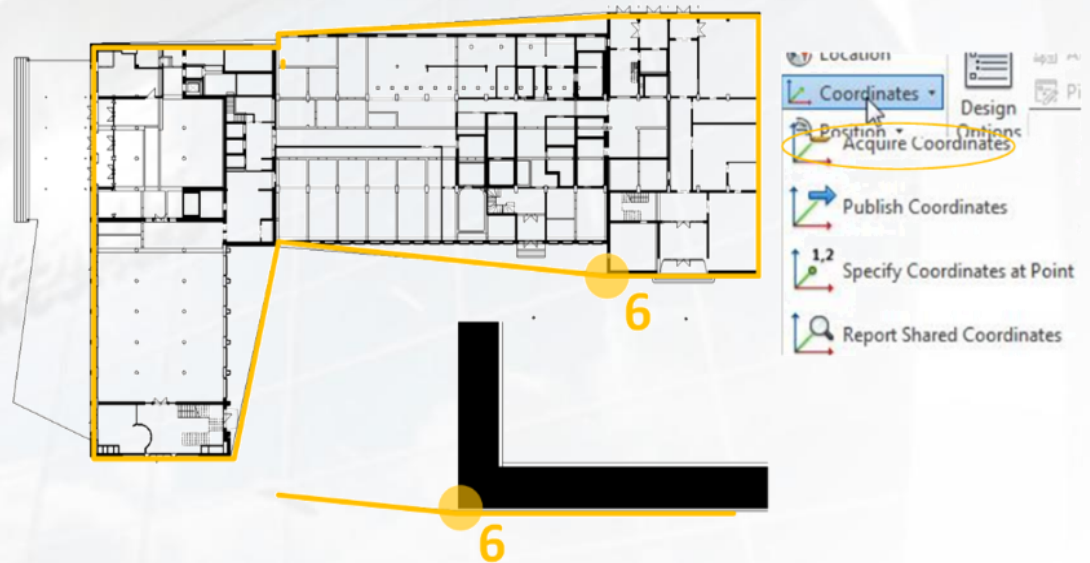 6
6
Location
Coordinates
Design
Options
Position
Acquire Coordinates
Publish Coordinates
1,2
Specify Coordinates at Point
Report Shared Coordinates
Pi